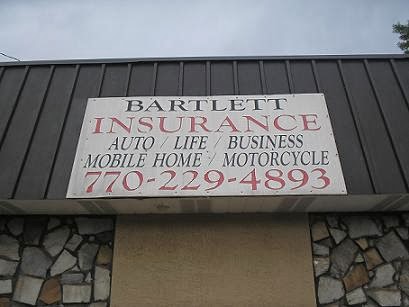 BARTLETT
INSURANCE
AUTO / LIFE / BUSINESS
MOBILE HOME / MOTORCYCLE
770-229-4893